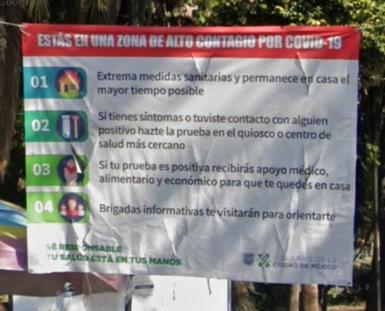 ESTÁS EN UNA ZONA DE ALTO CONTAGIO POR COVID-19
01
Extrema medidas sanitarias y permanece en casa el
mayor tiempo posible
02
Si tienes síntomas o tuviste contacto con alguien
positivo hazte la prueba en el quiosco o centro de
salud más cercano
03
Si tu prueba es positiva recibirás apoyo médico,
alimentario y económico para que te quedes en casa
04
Brigadas informativas te visitarán para orientarte
SÉ RESPONSABLE
TU SALUD ESTÁ EN TUS MANOS
GOBIERNO DE LA
CIUDAD DE MÉXICO